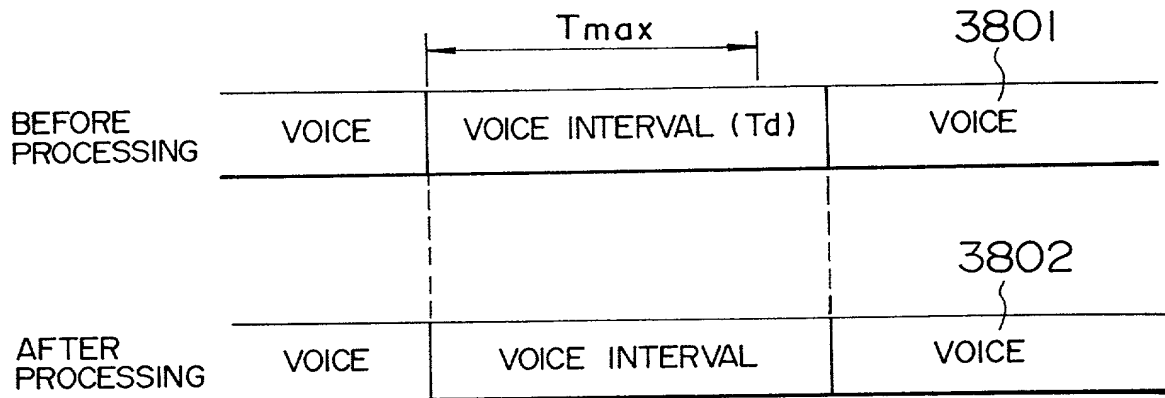 Tmax
3801
BEFORE
PROCESSING
VOICE
VOICE INTERVAL (Td)
VOICE
3802
AFTER
PROCESSING
VOICE
VOICE INTERVAL
VOICE